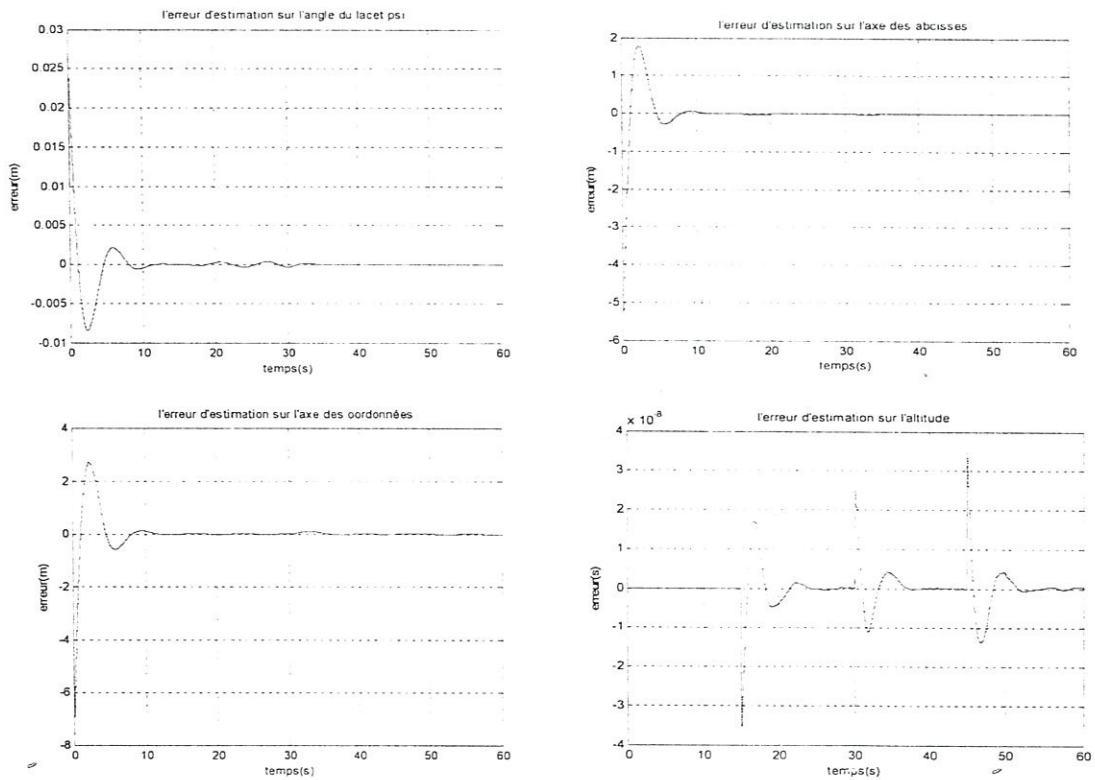 l'erreur d'estimation sur l'angle du lacet psi
0.03
0.025
0.02
0.015
0.01
0.005
0
-0.005
-0.01
erreur(m)
0 10 20 30 40 50 60
temps(s)
l'erreur d'estimation sur l'axe des abcisses
2
1
0
-1
-2
-3
-4
-5
-6
erreur(m)
0 10 20 30 40 50 60
temps(s)
l'erreur d'estimation sur l'axe des oordonnées
4
2
0
-2
-4
-6
-8
erreur(m)
0 10 20 30 40 50 60
temps(s)
l'erreur d'estimation sur l'altitude
x 10^-8
4
3
2
1
0
-1
-2
-3
-4
erreur(s)
0 10 20 30 40 50 60
temps(s)